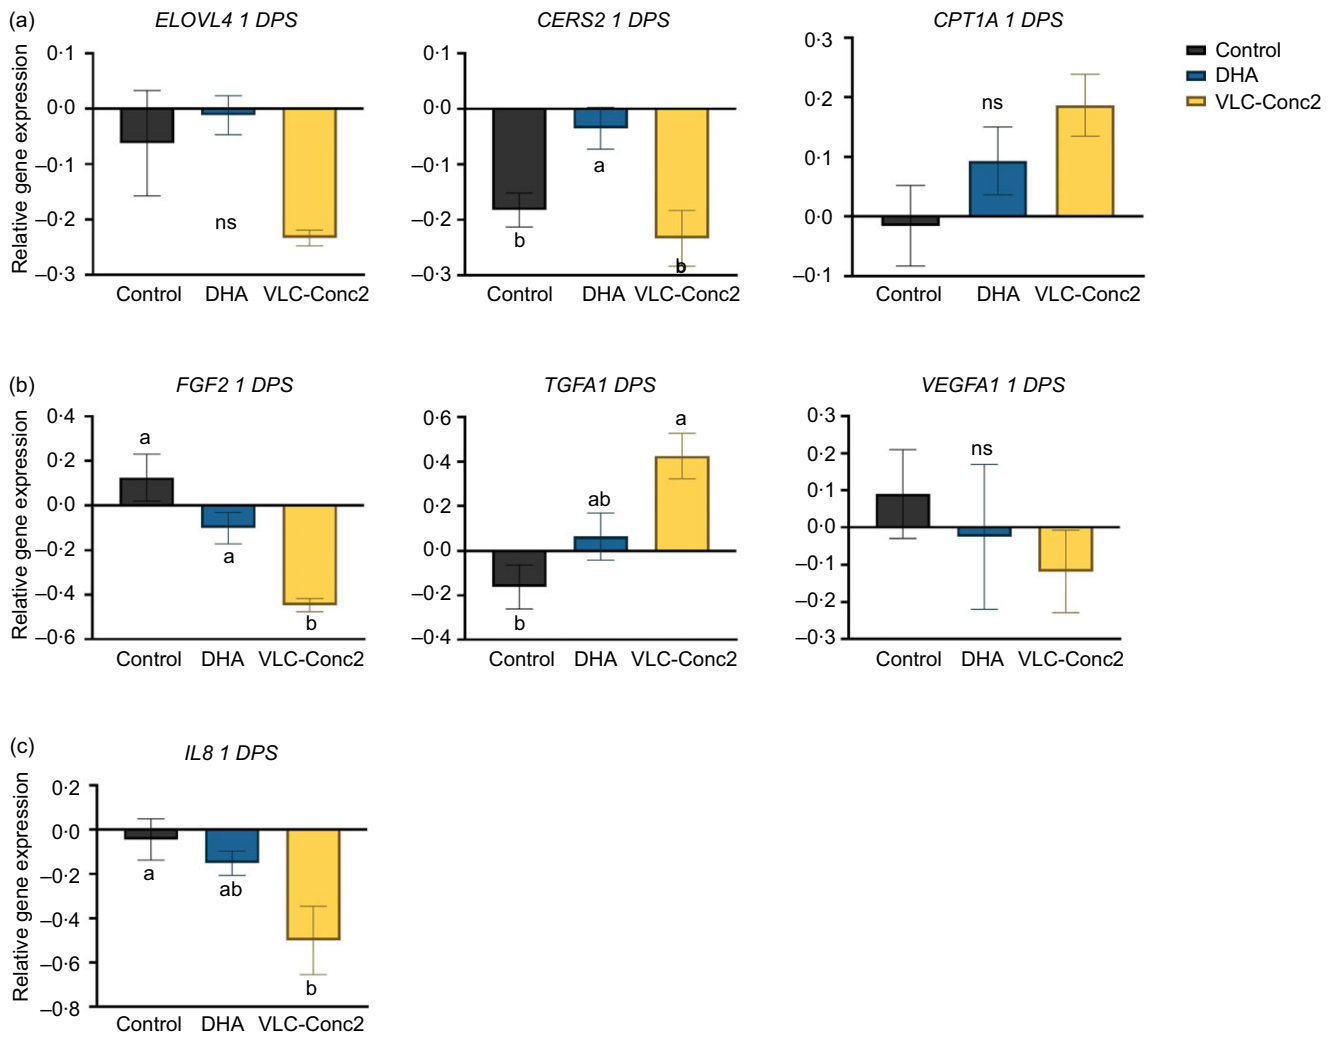 (a)
ELOVL4 1 DPS
Relative gene expression
0·1
0·0
–0·1
–0·2
–0·3
ns
Control DHA VLC-Conc2
CERS2 1 DPS
0·1
0·0
–0·1
–0·2
–0·3
b
a
b
Control DHA VLC-Conc2
CPT1A 1 DPS
0·3
0·2
0·1
0·0
–0·1
ns
Control DHA VLC-Conc2
Control
DHA
VLC-Conc2
(b)
FGF2 1 DPS
Relative gene expression
0·4
0·2
0·0
–0·2
–0·4
–0·6
a
a
b
Control DHA VLC-Conc2
TGFA1 DPS
0·6
0·4
0·2
0·0
–0·2
–0·4
b
ab
a
Control DHA VLC-Conc2
VEGFA1 1 DPS
0·3
0·2
0·1
0·0
–0·1
–0·2
–0·3
ns
Control DHA VLC-Conc2
(c)
IL8 1 DPS
Relative gene expression
0·2
0·0
–0·2
–0·4
–0·6
–0·8
a
ab
b
Control DHA VLC-Conc2